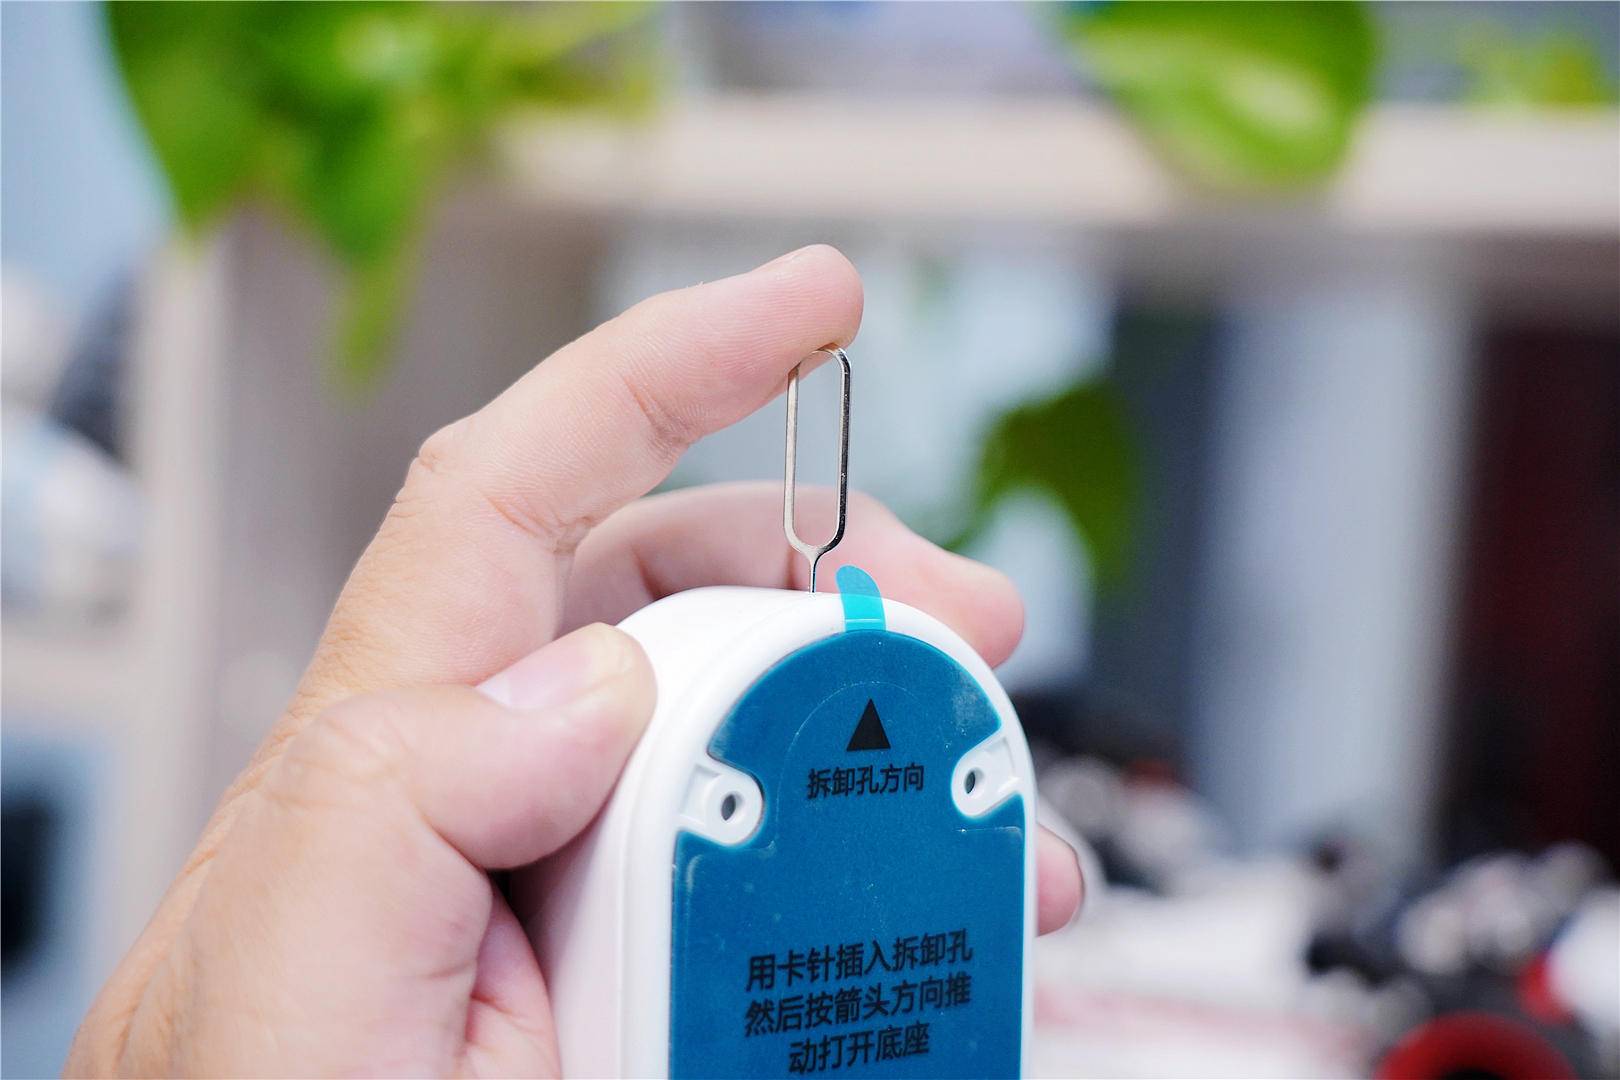 拆卸孔方向
用卡针插入拆卸孔
然后按箭头方向推
动打开底座